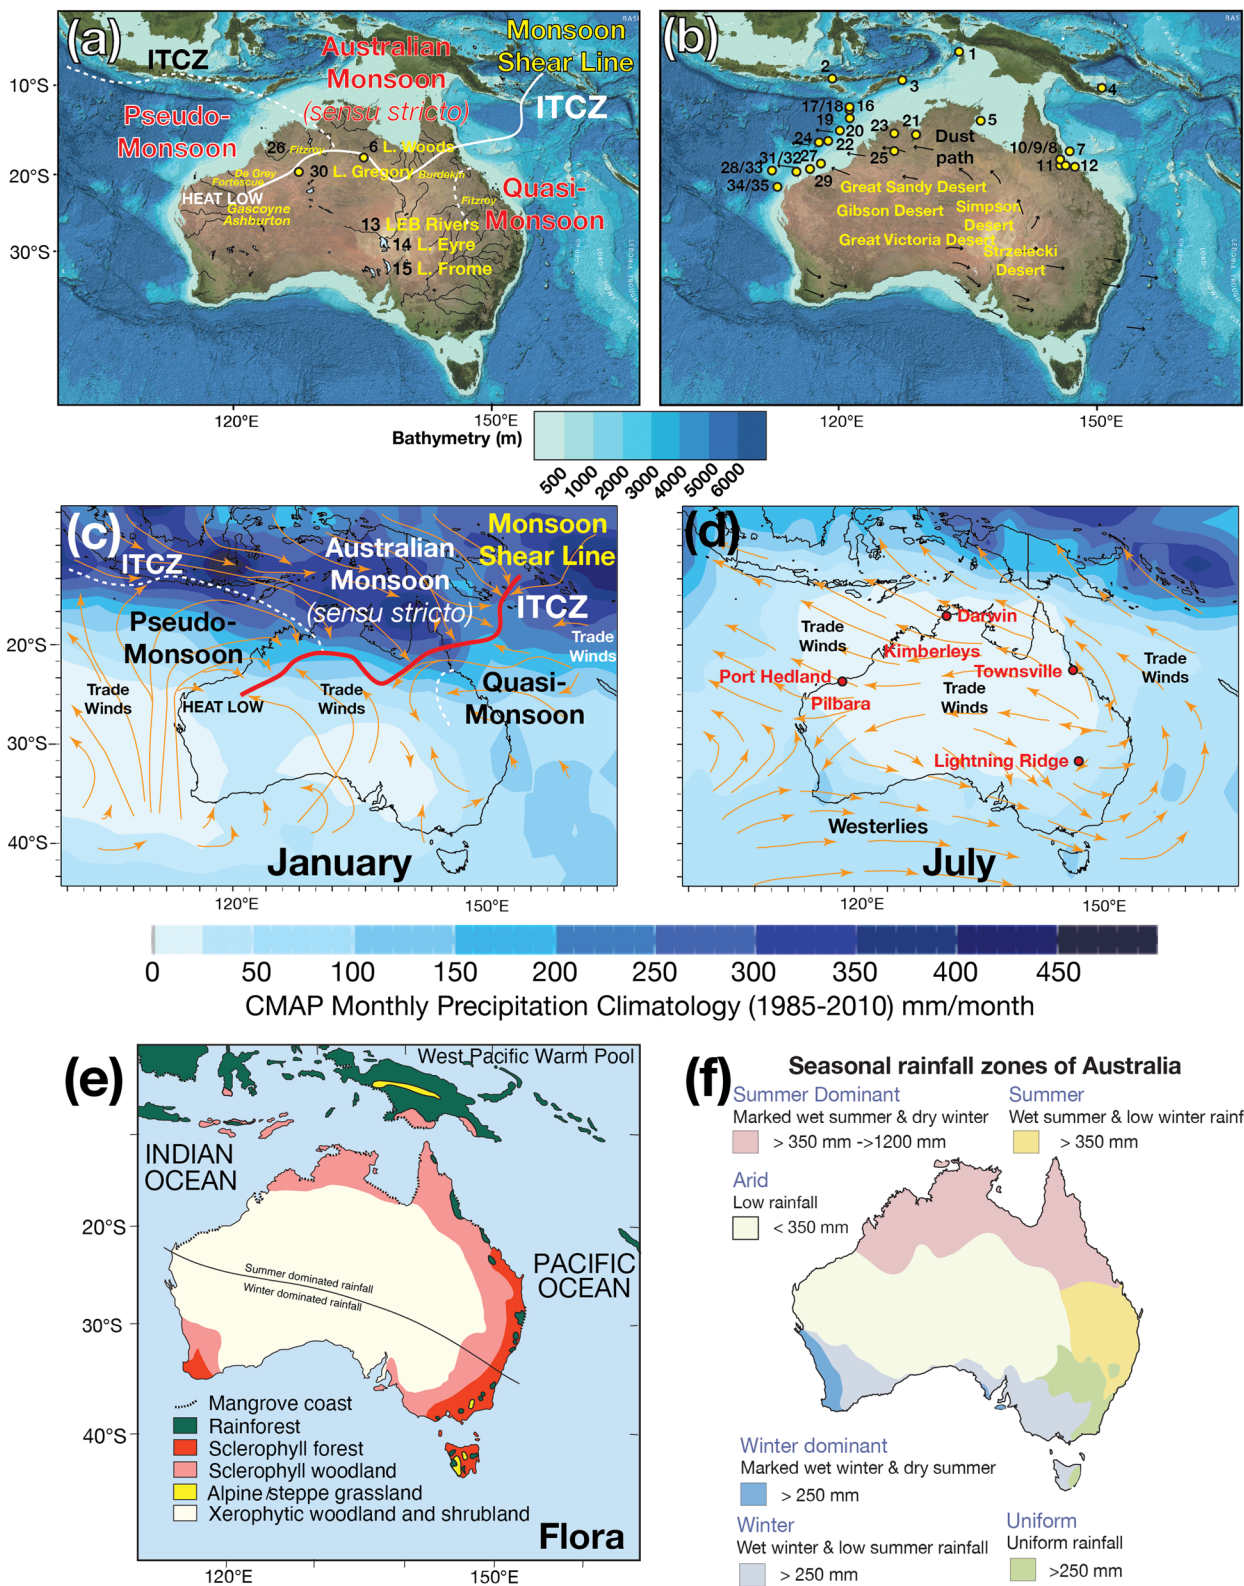 (a)
ITCZ
Australian
Monsoon
(sensu stricto)
Monsoon
Shear Line
ITCZ
Pseudo-
Monsoon
Quasi-
Monsoon
10°S
20°S
30°S
26
Fitzroy
6 L. Woods
De Grey
Fortescue
30 L. Gregory
Burdekin
HEAT LOW
Gascoyne
Ashburton
Fitzroy
13 LEB Rivers
14 L. Eyre
15 L. Frome
120°E
150°E
(b)
1
2
3
4
17/18
16
19
20
23
21
5
24
22
Dust
path
10/9/8
7
31/32
27
25
11
12
28/33
29
34/35
Great Sandy Desert
Gibson Desert
Simpson
Desert
Great Victoria Desert
Strzelecki
Desert
120°E
150°E
Bathymetry (m)
500
1000
2000
3000
4000
5000
6000
(c)
ITCZ
Australian
Monsoon
(sensu stricto)
Monsoon
Shear Line
ITCZ
Pseudo-
Monsoon
Trade
Winds
Trade
Winds
HEAT LOW
Trade
Winds
Quasi-
Monsoon
20°S
30°S
40°S
January
120°E
150°E
(d)
Darwin
Trade
Winds
Kimberleys
Townsville
Trade
Winds
Port Hedland
Trade
Winds
Pilbara
Lightning Ridge
Westerlies
July
120°E
150°E
0 50 100 150 200 250 300 350 400 450
CMAP Monthly Precipitation Climatology (1985-2010) mm/month
(e)
West Pacific Warm Pool
INDIAN
OCEAN
PACIFIC
OCEAN
20°S
30°S
40°S
Summer dominated rainfall
Winter dominated rainfall
Mangrove coast
Rainforest
Sclerophyll forest
Sclerophyll woodland
Alpine/steppe grassland
Xerophytic woodland and shrubland
Flora
120°E
150°E
(f)
Seasonal rainfall zones of Australia
Summer Dominant
Marked wet summer & dry winter
> 350 mm ->1200 mm
Summer
Wet summer & low winter rainf
> 350 mm
Arid
Low rainfall
< 350 mm
Winter dominant
Marked wet winter & dry summer
> 250 mm
Winter
Wet winter & low summer rainfall
> 250 mm
Uniform
Uniform rainfall
>250 mm